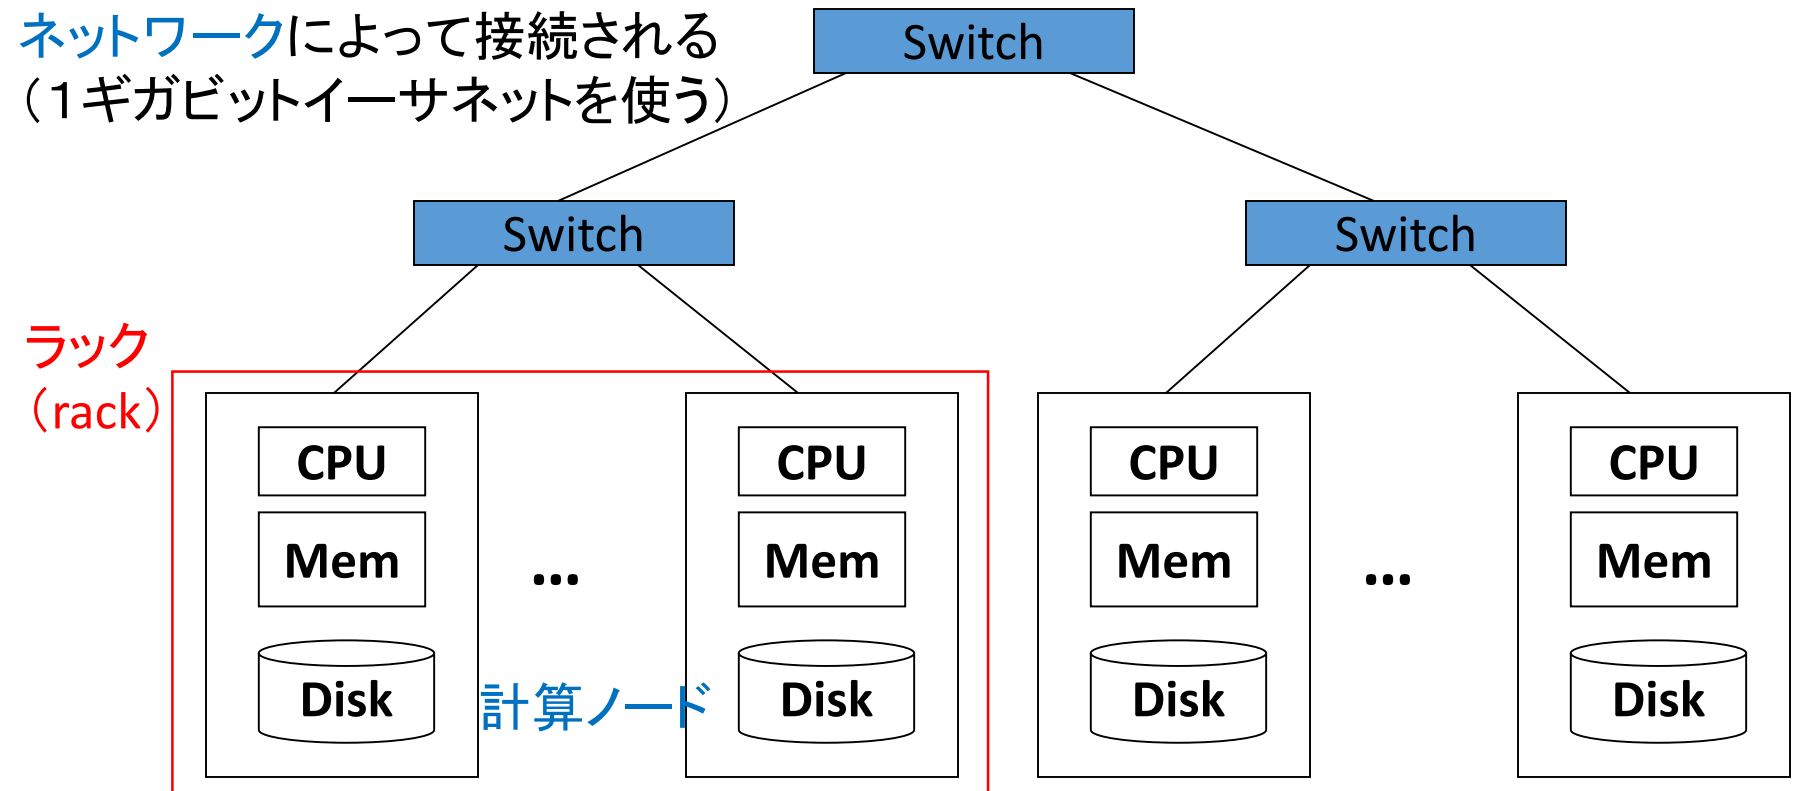 ネットワークによって接続される
（１ギガビットイーサネットを使う）
Switch
Switch
Switch
ラック
（rack）
CPU
CPU
CPU
CPU
Mem
...
Mem
Mem
...
Mem
Disk
計算ノード
Disk
Disk
Disk